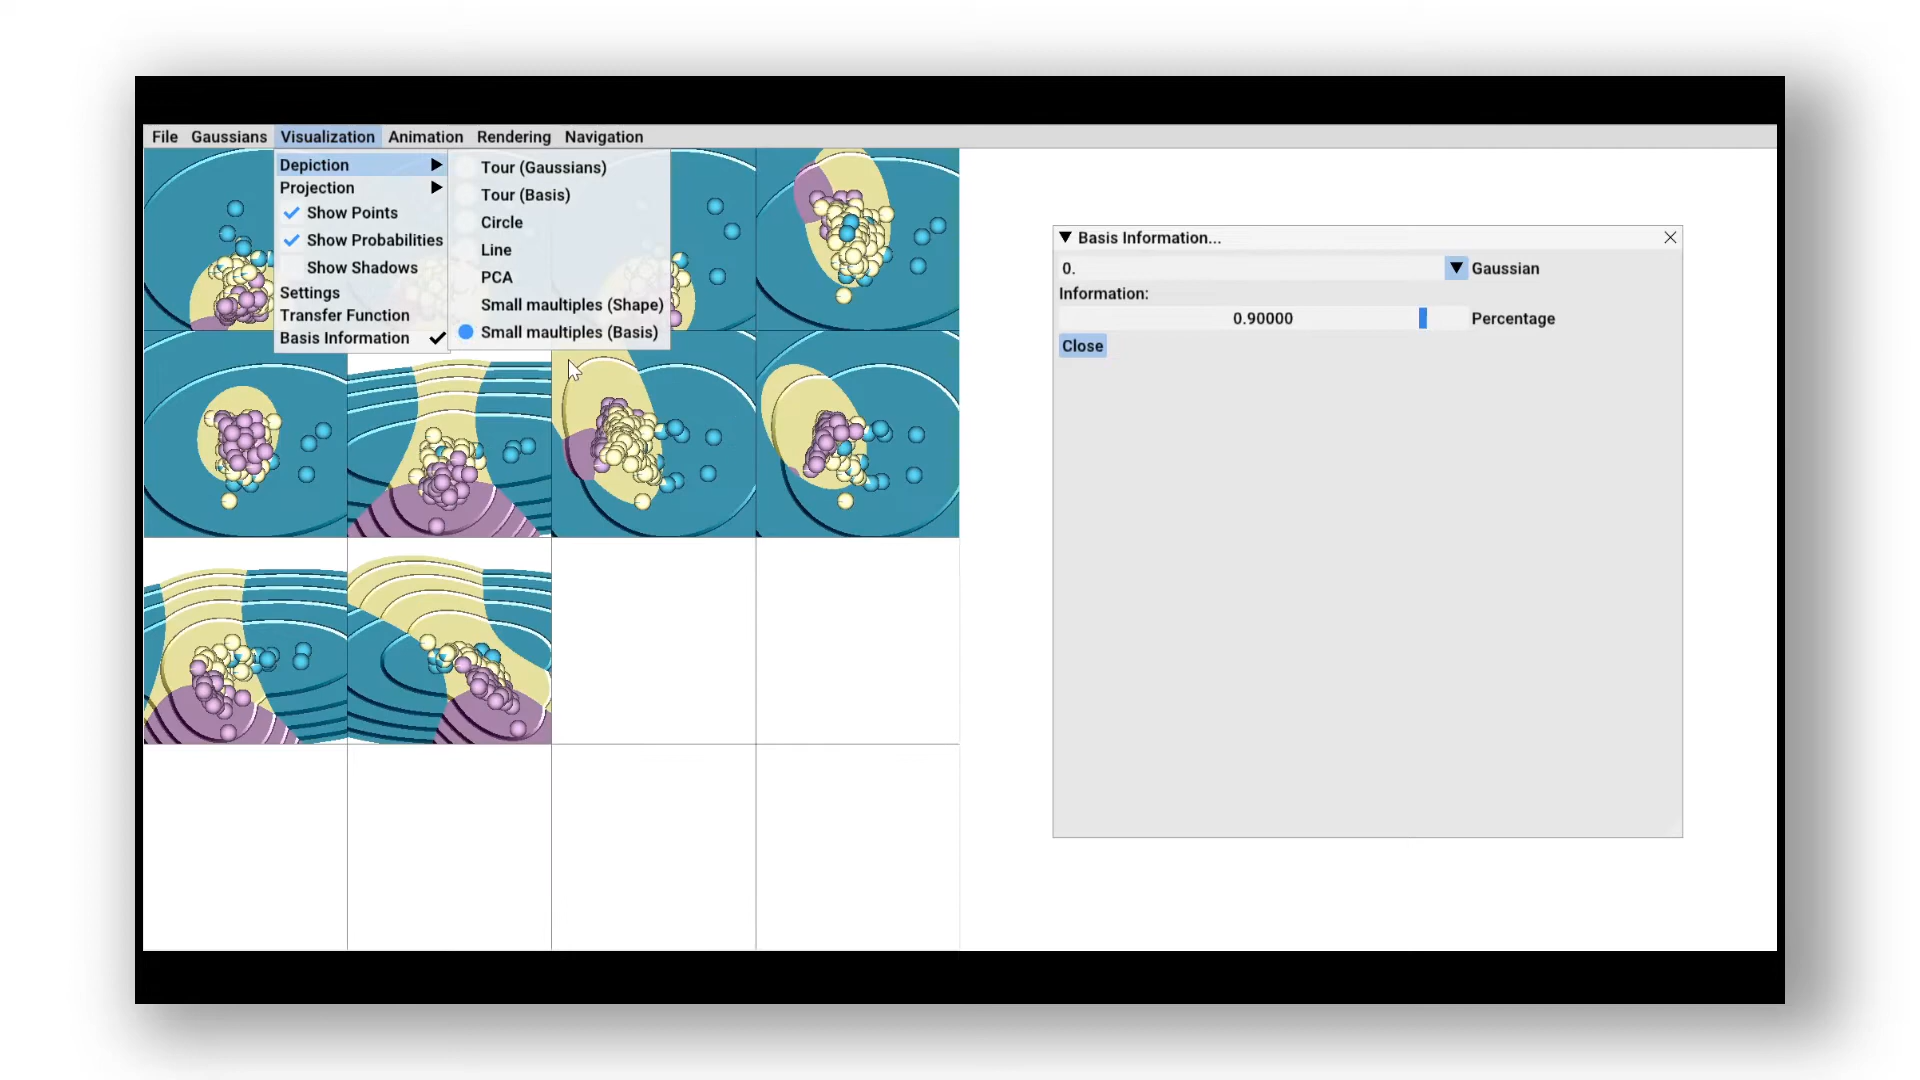 File Gaussians Visualization Animation Rendering Navigation
Depiction
Projection
Show Points
Show Probabilities
Show Shadows
Settings
Transfer Function
Basis Information
Tour (Gaussians)
Tour (Basis)
Circle
Line
PCA
Small maultiples (Shape)
Small maultiples (Basis)
Basis Information...
0. Gaussian
Information:
0.90000 Percentage
Close